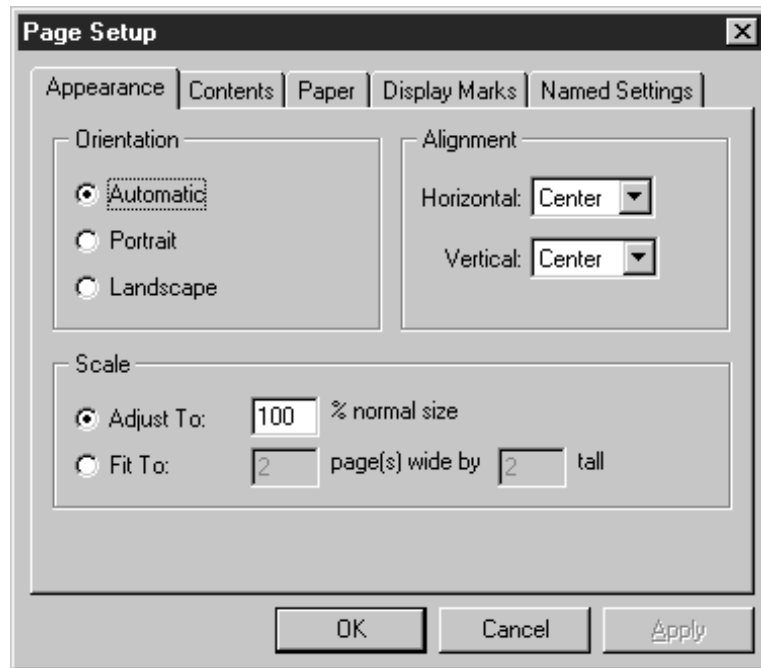 Page Setup
Appearance Contents Paper Display Marks Named Settings
Orientation
Automatic
Portrait
Landscape
Alignment
Horizontal: Center
Vertical: Center
Scale
Adjust To: 100 % normal size
Fit To: 2 page(s) wide by 2 tall
OK Cancel Apply